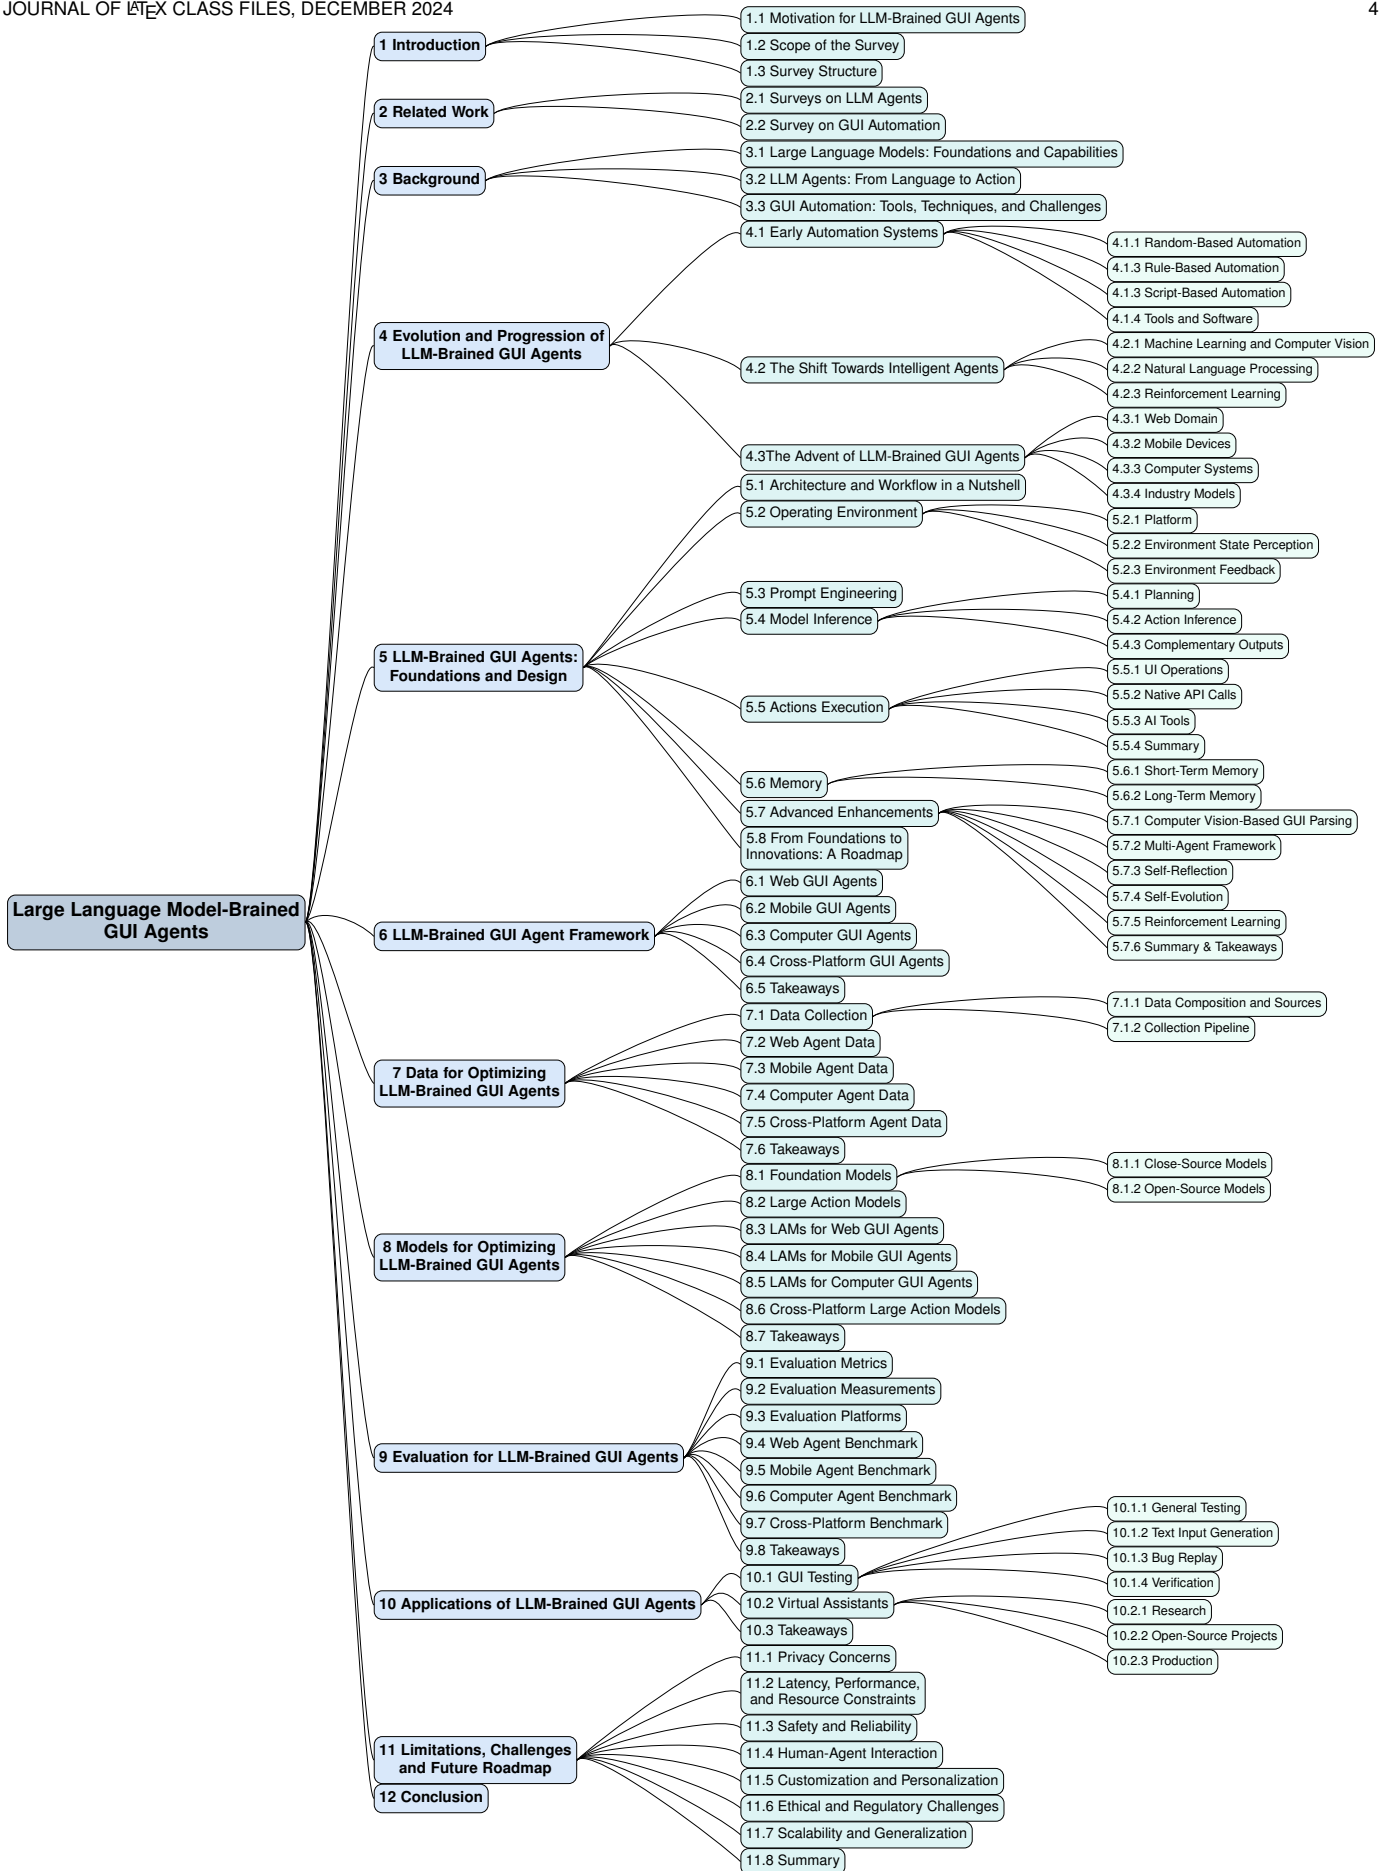 JOURNAL OF LATEX CLASS FILES, DECEMBER 2024
4
Large Language Model-Brained
GUI Agents
1 Introduction
1.1 Motivation for LLM-Brained GUI Agents
1.2 Scope of the Survey
1.3 Survey Structure
2 Related Work
2.1 Surveys on LLM Agents
2.2 Survey on GUI Automation
3 Background
3.1 Large Language Models: Foundations and Capabilities
3.2 LLM Agents: From Language to Action
3.3 GUI Automation: Tools, Techniques, and Challenges
4 Evolution and Progression of
LLM-Brained GUI Agents
4.1 Early Automation Systems
4.1.1 Random-Based Automation
4.1.3 Rule-Based Automation
4.1.3 Script-Based Automation
4.1.4 Tools and Software
4.2 The Shift Towards Intelligent Agents
4.2.1 Machine Learning and Computer Vision
4.2.2 Natural Language Processing
4.2.3 Reinforcement Learning
4.3The Advent of LLM-Brained GUI Agents
4.3.1 Web Domain
4.3.2 Mobile Devices
4.3.3 Computer Systems
4.3.4 Industry Models
5 LLM-Brained GUI Agents:
Foundations and Design
5.1 Architecture and Workflow in a Nutshell
5.2 Operating Environment
5.2.1 Platform
5.2.2 Environment State Perception
5.2.3 Environment Feedback
5.3 Prompt Engineering
5.4 Model Inference
5.4.1 Planning
5.4.2 Action Inference
5.4.3 Complementary Outputs
5.5 Actions Execution
5.5.1 UI Operations
5.5.2 Native API Calls
5.5.3 AI Tools
5.5.4 Summary
5.6 Memory
5.6.1 Short-Term Memory
5.6.2 Long-Term Memory
5.7 Advanced Enhancements
5.7.1 Computer Vision-Based GUI Parsing
5.7.2 Multi-Agent Framework
5.7.3 Self-Reflection
5.7.4 Self-Evolution
5.7.5 Reinforcement Learning
5.7.6 Summary & Takeaways
5.8 From Foundations to
Innovations: A Roadmap
6 LLM-Brained GUI Agent Framework
6.1 Web GUI Agents
6.2 Mobile GUI Agents
6.3 Computer GUI Agents
6.4 Cross-Platform GUI Agents
6.5 Takeaways
7 Data for Optimizing
LLM-Brained GUI Agents
7.1 Data Collection
7.1.1 Data Composition and Sources
7.1.2 Collection Pipeline
7.2 Web Agent Data
7.3 Mobile Agent Data
7.4 Computer Agent Data
7.5 Cross-Platform Agent Data
7.6 Takeaways
8 Models for Optimizing
LLM-Brained GUI Agents
8.1 Foundation Models
8.1.1 Close-Source Models
8.1.2 Open-Source Models
8.2 Large Action Models
8.3 LAMs for Web GUI Agents
8.4 LAMs for Mobile GUI Agents
8.5 LAMs for Computer GUI Agents
8.6 Cross-Platform Large Action Models
8.7 Takeaways
9 Evaluation for LLM-Brained GUI Agents
9.1 Evaluation Metrics
9.2 Evaluation Measurements
9.3 Evaluation Platforms
9.4 Web Agent Benchmark
9.5 Mobile Agent Benchmark
9.6 Computer Agent Benchmark
9.7 Cross-Platform Benchmark
9.8 Takeaways
10 Applications of LLM-Brained GUI Agents
10.1 GUI Testing
10.1.1 General Testing
10.1.2 Text Input Generation
10.1.3 Bug Replay
10.1.4 Verification
10.2 Virtual Assistants
10.2.1 Research
10.2.2 Open-Source Projects
10.2.3 Production
10.3 Takeaways
11 Limitations, Challenges
and Future Roadmap
11.1 Privacy Concerns
11.2 Latency, Performance,
and Resource Constraints
11.3 Safety and Reliability
11.4 Human-Agent Interaction
11.5 Customization and Personalization
11.6 Ethical and Regulatory Challenges
11.7 Scalability and Generalization
11.8 Summary
12 Conclusion